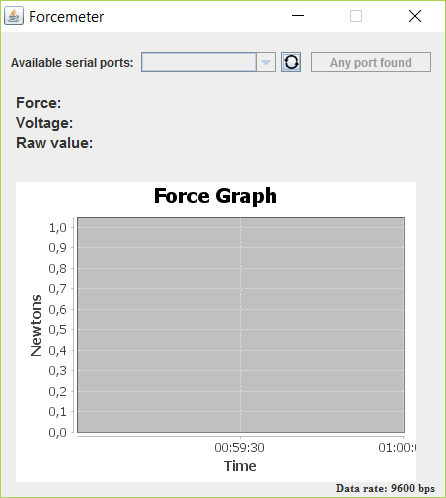 Forcemeter
Available serial ports:
Any port found
Force:
Voltage:
Raw value:
Force Graph
Newtons
1,0
0,9
0,8
0,7
0,6
0,5
0,4
0,3
0,2
0,1
0,0
00:59:30
01:00:0
Time
Data rate: 9600 bps